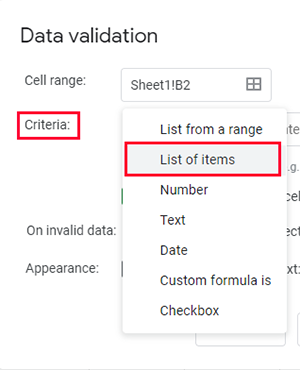 Data validation
Cell range:
Sheet1!B2
Criteria:
List from a range
List of items
Number
Text
Date
Custom formula is
Checkbox
On invalid data:
Appearance: